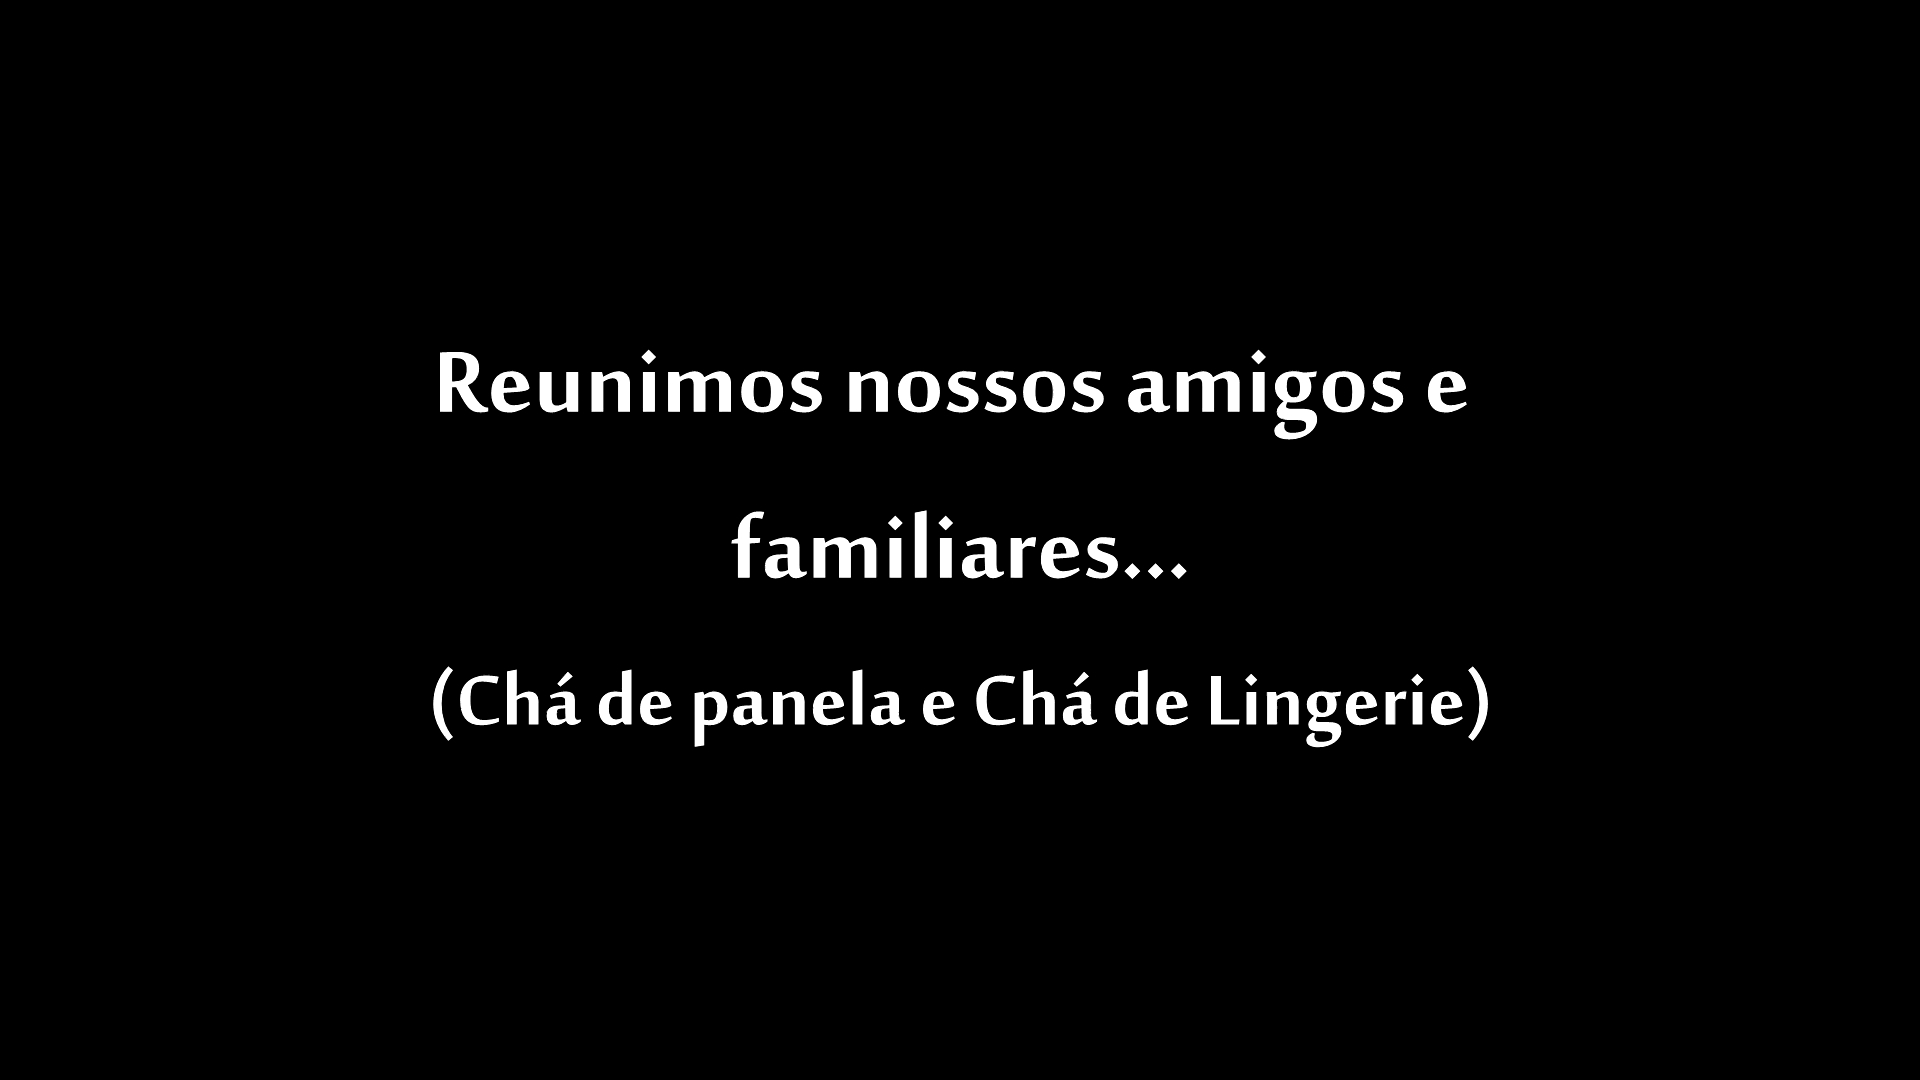 Reunimos nossos amigos e
familiares...
(Chá de panela e Chá de Lingerie)